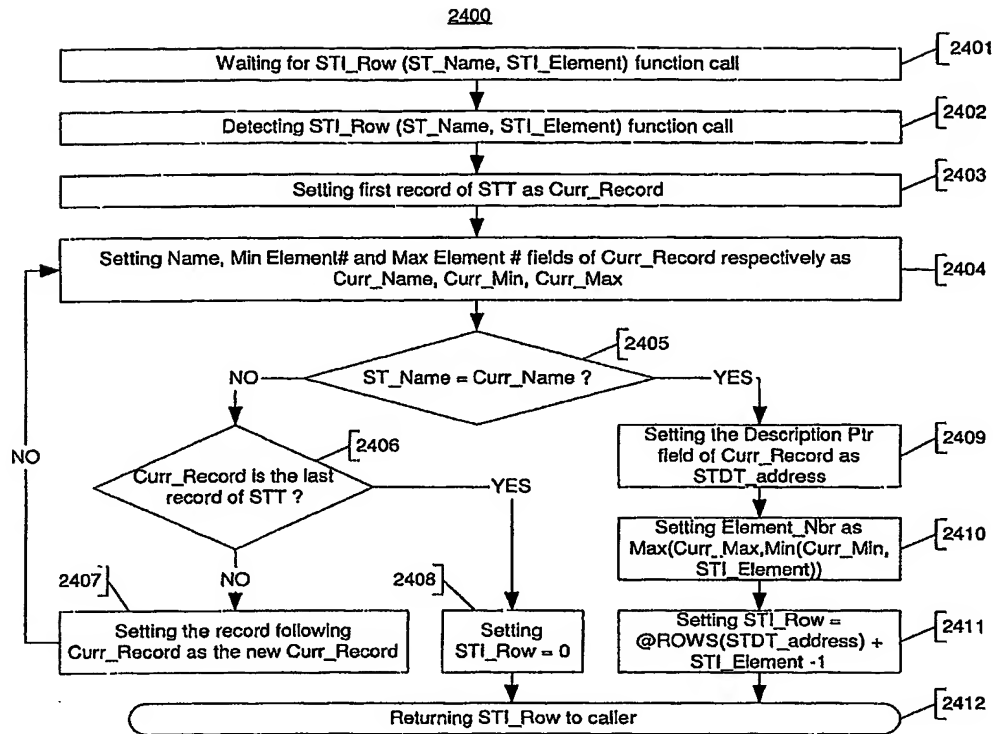 2400
Waiting for STI_Row (ST_Name, STI_Element) function call
2401
Detecting STI_Row (ST_Name, STI_Element) function call
2402
Setting first record of STT as Curr_Record
2403
Setting Name, Min Element# and Max Element # fields of Curr_Record respectively as
Curr_Name, Curr_Min, Curr_Max
2404
2405
NO
ST_Name = Curr_Name ?
YES
2406
NO
Curr_Record is the last
record of STT ?
YES
Setting the Description Ptr
field of Curr_Record as
STDT_address
2409
Setting Element_Nbr as
Max(Curr_Max,Min(Curr_Min,
STI_Element))
2410
NO
2407
2408
Setting the record following
Curr_Record as the new Curr_Record
Setting
STI_Row = 0
Setting STI_Row =
@ROWS(STDT_address) +
STI_Element -1
2411
Returning STI_Row to caller
2412